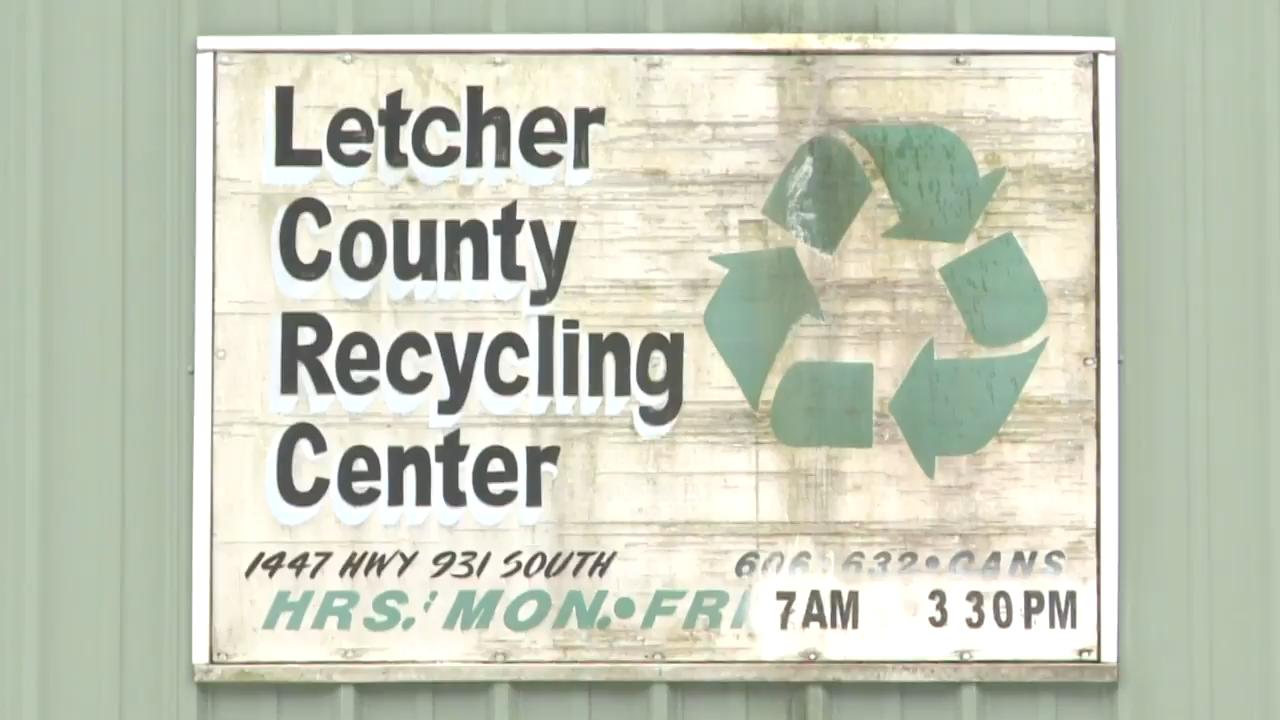 Letcher
County
Recycling
Center
1447 HWY 931 SOUTH 606•632•CANS
HRS.: MON.•FRI 7AM 3 30PM